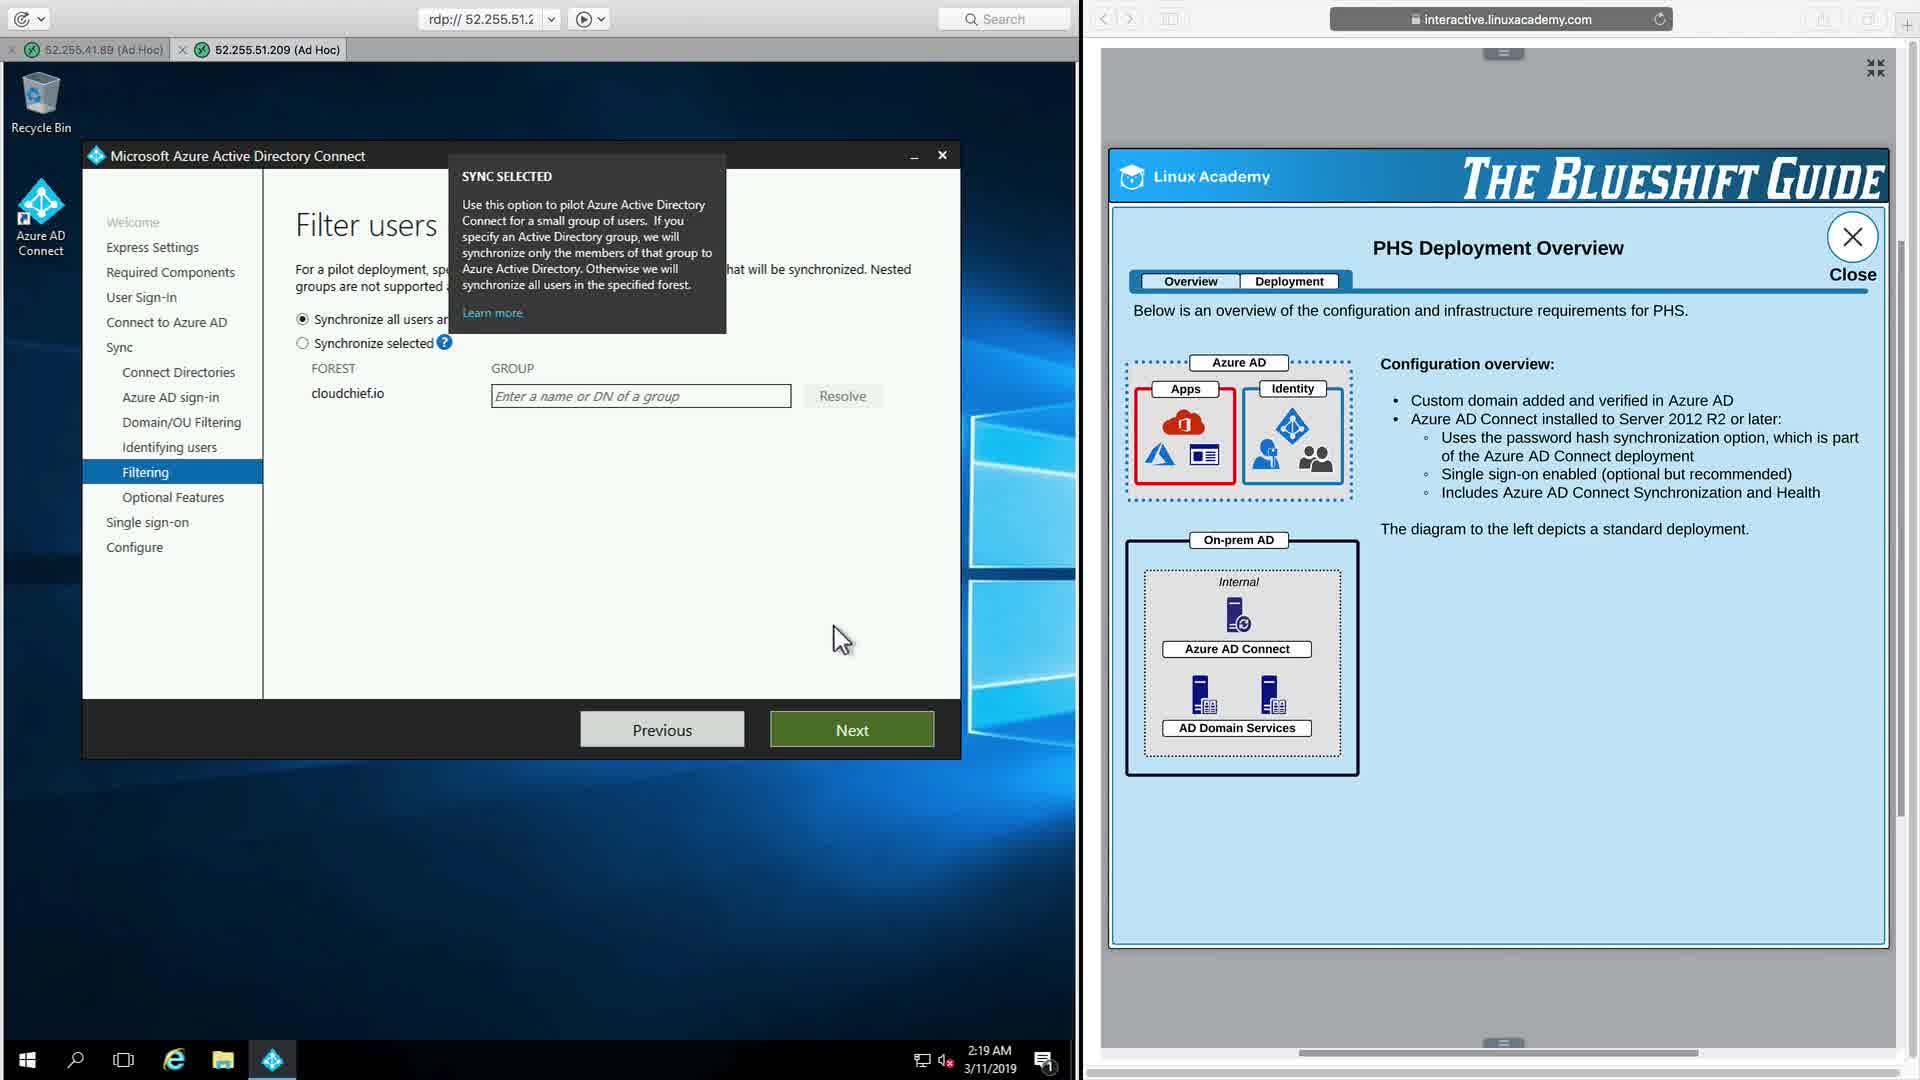 rdp:// 52.255.51.2
Search
52.255.41.89 (Ad Hoc)
52.255.51.209 (Ad Hoc)
Recycle Bin
Azure AD
Connect
Microsoft Azure Active Directory Connect
Welcome
Express Settings
Required Components
User Sign-In
Connect to Azure AD
Sync
Connect Directories
Azure AD sign-in
Domain/OU Filtering
Identifying users
Filtering
Optional Features
Single sign-on
Configure
Filter users
For a pilot deployment, spe
hat will be synchronized. Nested
groups are not supported
Synchronize all users an
Synchronize selected ?
FOREST
GROUP
cloudchief.io
Enter a name or DN of a group
Resolve
SYNC SELECTED
Use this option to pilot Azure Active Directory
Connect for a small group of users. If you
specify an Active Directory group, we will
synchronize only the members of that group to
Azure Active Directory. Otherwise we will
synchronize all users in the specified forest.
Learn more
Previous
Next
2:19 AM
3/11/2019
1
interactive.linuxacademy.com
Linux Academy
THE BLUESHIFT GUIDE
PHS Deployment Overview
Close
Overview
Deployment
Below is an overview of the configuration and infrastructure requirements for PHS.
Azure AD
Apps
Identity
On-prem AD
Internal
Azure AD Connect
AD Domain Services
Configuration overview:
• Custom domain added and verified in Azure AD
• Azure AD Connect installed to Server 2012 R2 or later:
◦ Uses the password hash synchronization option, which is part
of the Azure AD Connect deployment
◦ Single sign-on enabled (optional but recommended)
◦ Includes Azure AD Connect Synchronization and Health
The diagram to the left depicts a standard deployment.